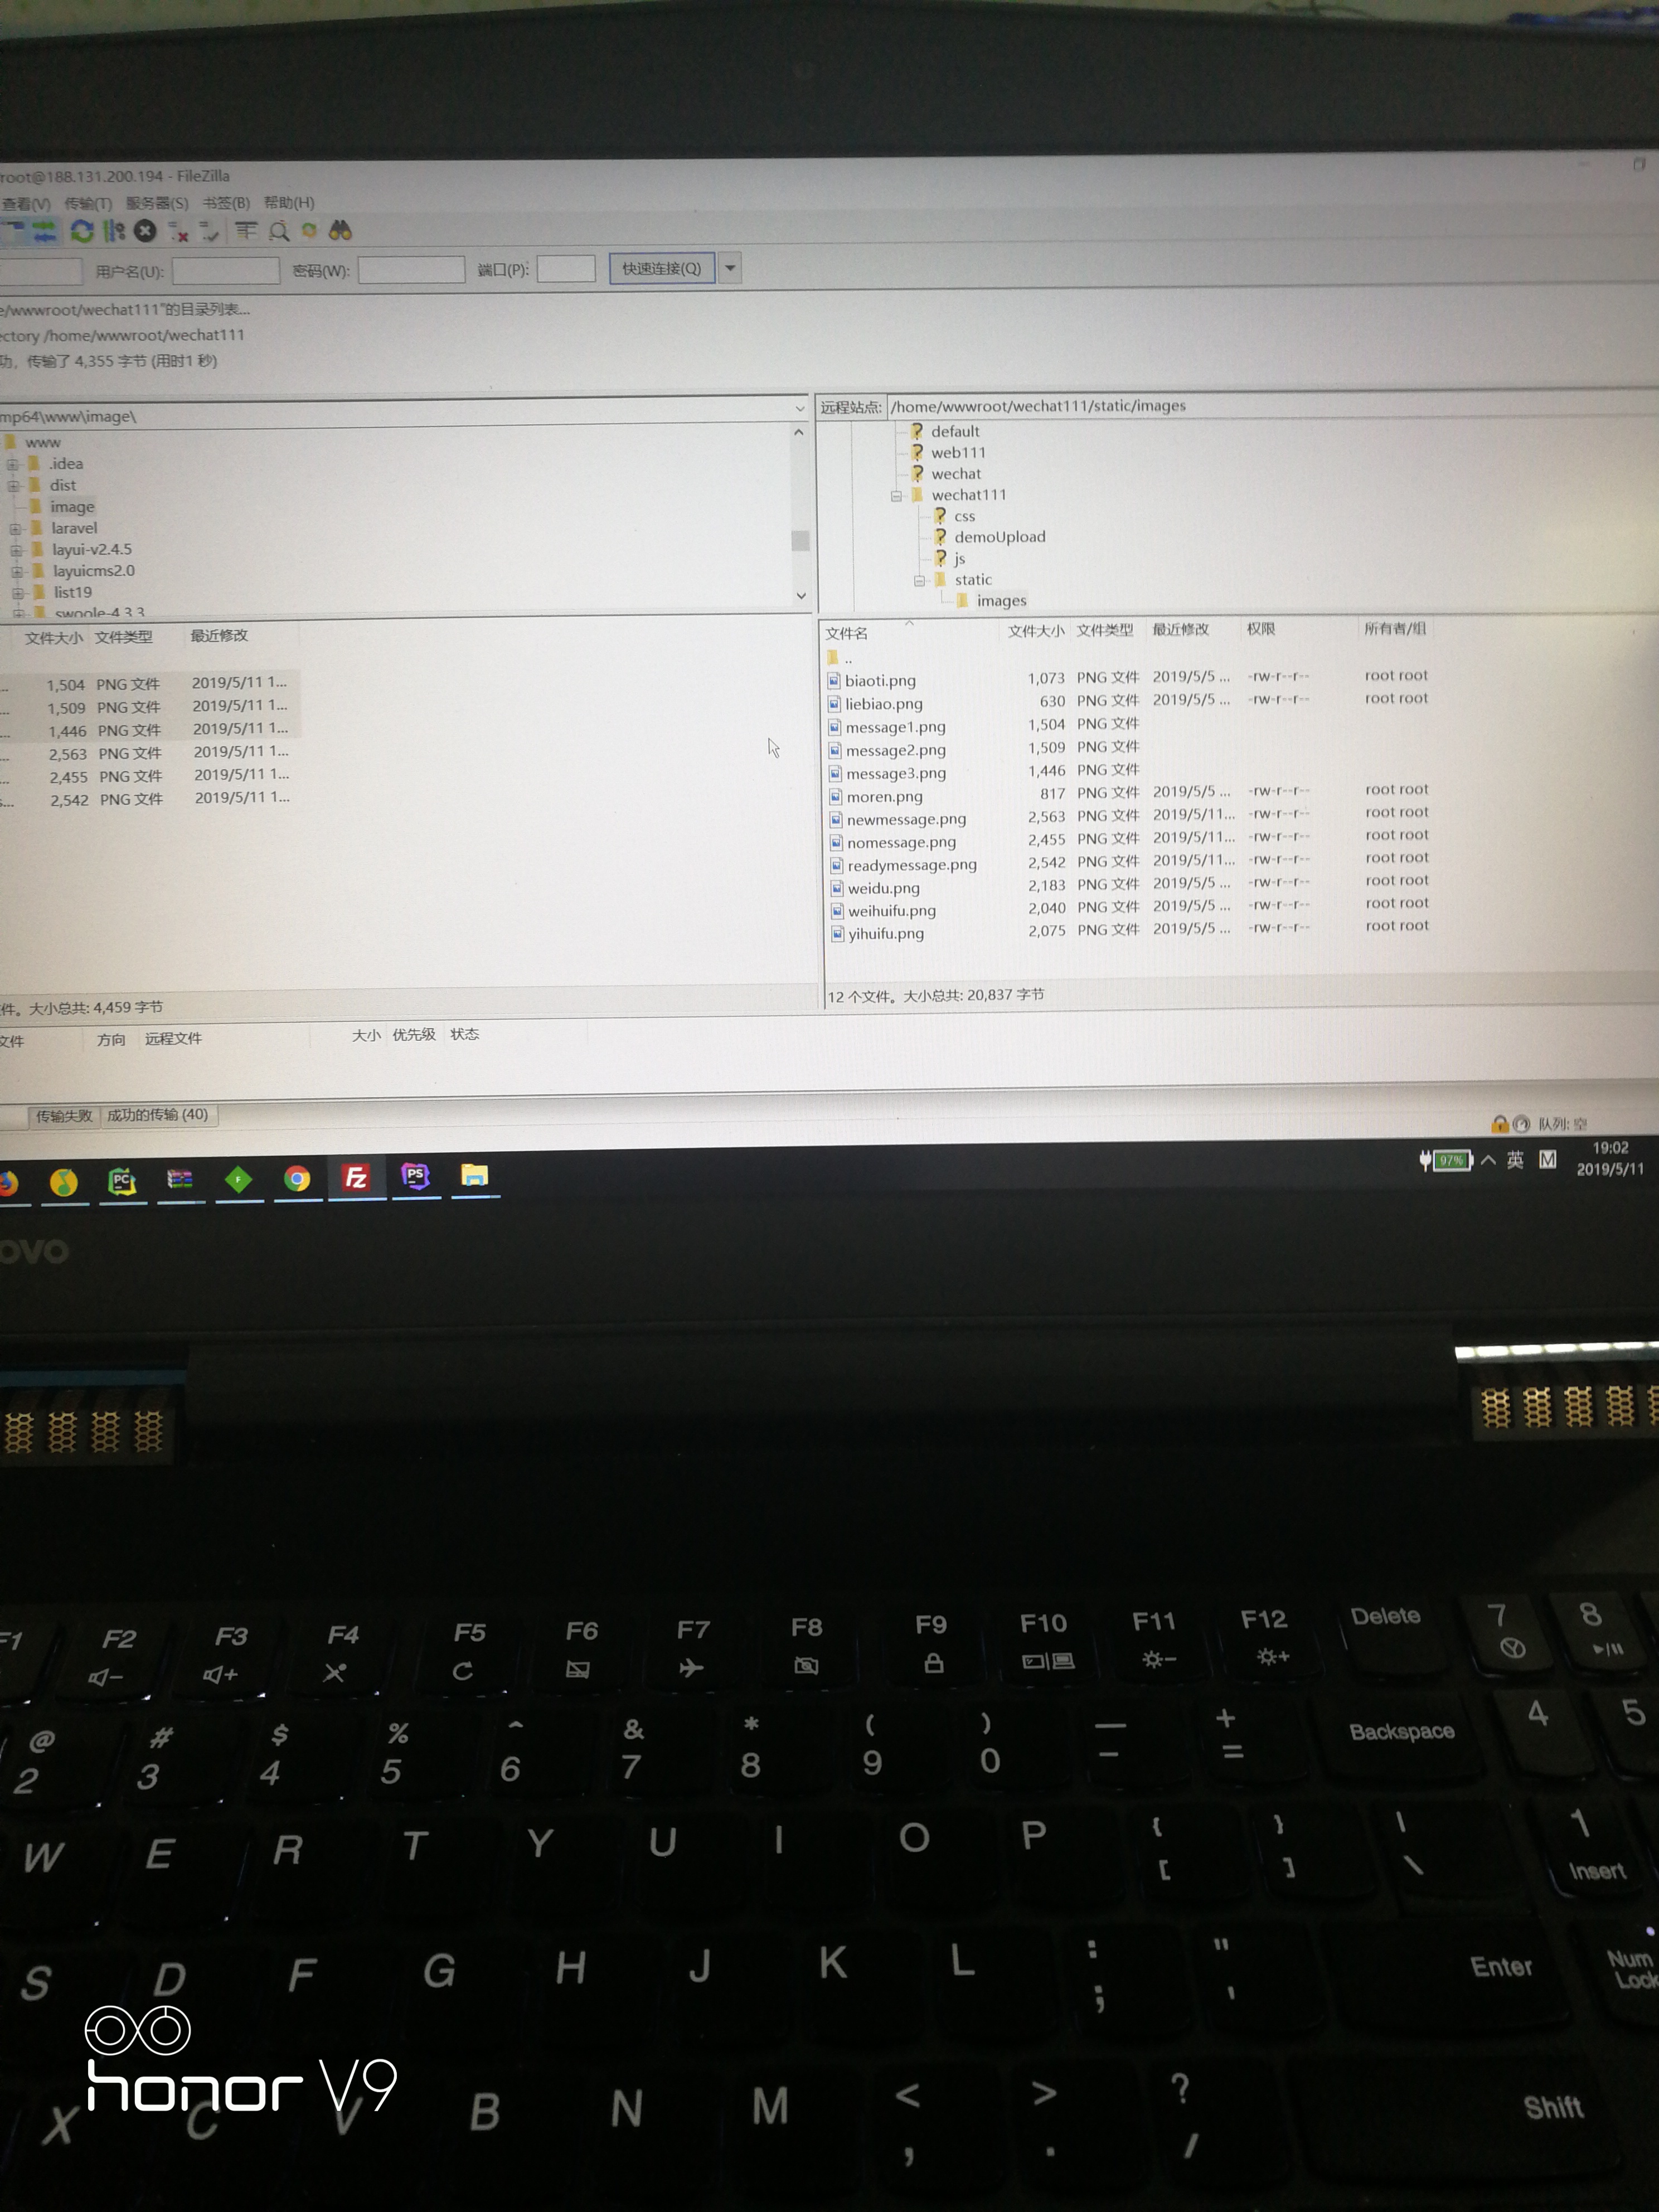 root@188.131.200.194 - FileZilla
查看(V) 传输(T) 服务器(S) 书签(B) 帮助(H)
用户名(U): 密码(W): 端口(P): 快速连接(Q)
e/wwwroot/wechat111"的目录列表...
ectory /home/wwwroot/wechat111
功，传输了 4,355 字节 (用时1 秒)
mp64\www\image\
www
.idea
dist
image
laravel
layui-v2.4.5
layuicms2.0
list19
swoole-4.3.3
文件大小 文件类型 最近修改
... 1,504 PNG 文件 2019/5/11 1...
... 1,509 PNG 文件 2019/5/11 1...
... 1,446 PNG 文件 2019/5/11 1...
... 2,563 PNG 文件 2019/5/11 1...
... 2,455 PNG 文件 2019/5/11 1...
s... 2,542 PNG 文件 2019/5/11 1...
件。大小总共: 4,459 字节
远程站点: /home/wwwroot/wechat111/static/images
default
web111
wechat
wechat111
css
demoUpload
js
static
images
文件名 文件大小 文件类型 最近修改 权限 所有者/组
..
biaoti.png 1,073 PNG 文件 2019/5/5 ... -rw-r--r-- root root
liebiao.png 630 PNG 文件 2019/5/5 ... -rw-r--r-- root root
message1.png 1,504 PNG 文件
message2.png 1,509 PNG 文件
message3.png 1,446 PNG 文件
moren.png 817 PNG 文件 2019/5/5 ... -rw-r--r-- root root
newmessage.png 2,563 PNG 文件 2019/5/11... -rw-r--r-- root root
nomessage.png 2,455 PNG 文件 2019/5/11... -rw-r--r-- root root
readymessage.png 2,542 PNG 文件 2019/5/11... -rw-r--r-- root root
weidu.png 2,183 PNG 文件 2019/5/5 ... -rw-r--r-- root root
weihuifu.png 2,040 PNG 文件 2019/5/5 ... -rw-r--r-- root root
yihuifu.png 2,075 PNG 文件 2019/5/5 ... -rw-r--r-- root root
12 个文件。大小总共: 20,837 字节
文件 方向 远程文件 大小 优先级 状态
传输失败 成功的传输 (40)
队列: 空
PC Fz PS
97% 英 M
19:02
2019/5/11
ovo
F1 F2 F3 F4 F5 F6 F7 F8 F9 F10 F11 F12 Delete 7 8
@ # $ % ^ & * ( ) — +
2 3 4 5 6 7 8 9 0 - = Backspace 4 5
W E R T Y U I O P { } | 1
[ ] \ Insert
S D F G H J K L : " Enter Num Lock
; '
honor V9
X C V B N M < > ? Shift
, . /